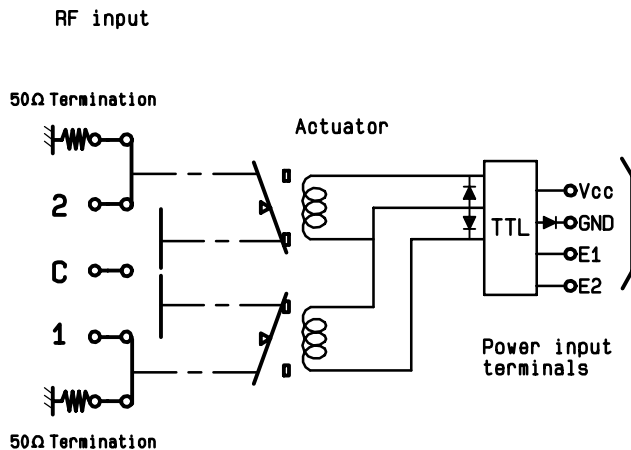 RF input
50Ω Termination
Actuator
2
C
1
TTL
Vcc
GND
E1
E2
Power input
terminals
50Ω Termination